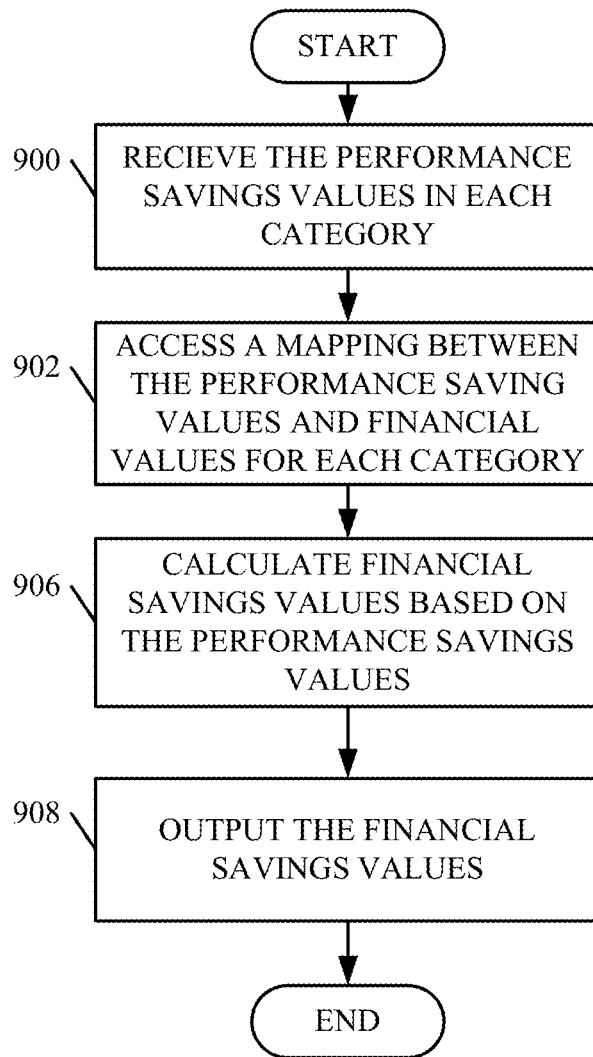 START
900
RECIEVE THE PERFORMANCE
SAVINGS VALUES IN EACH
CATEGORY
902
ACCESS A MAPPING BETWEEN
THE PERFORMANCE SAVING
VALUES AND FINANCIAL
VALUES FOR EACH CATEGORY
906
CALCULATE FINANCIAL
SAVINGS VALUES BASED ON
THE PERFORMANCE SAVINGS
VALUES
908
OUTPUT THE FINANCIAL
SAVINGS VALUES
END